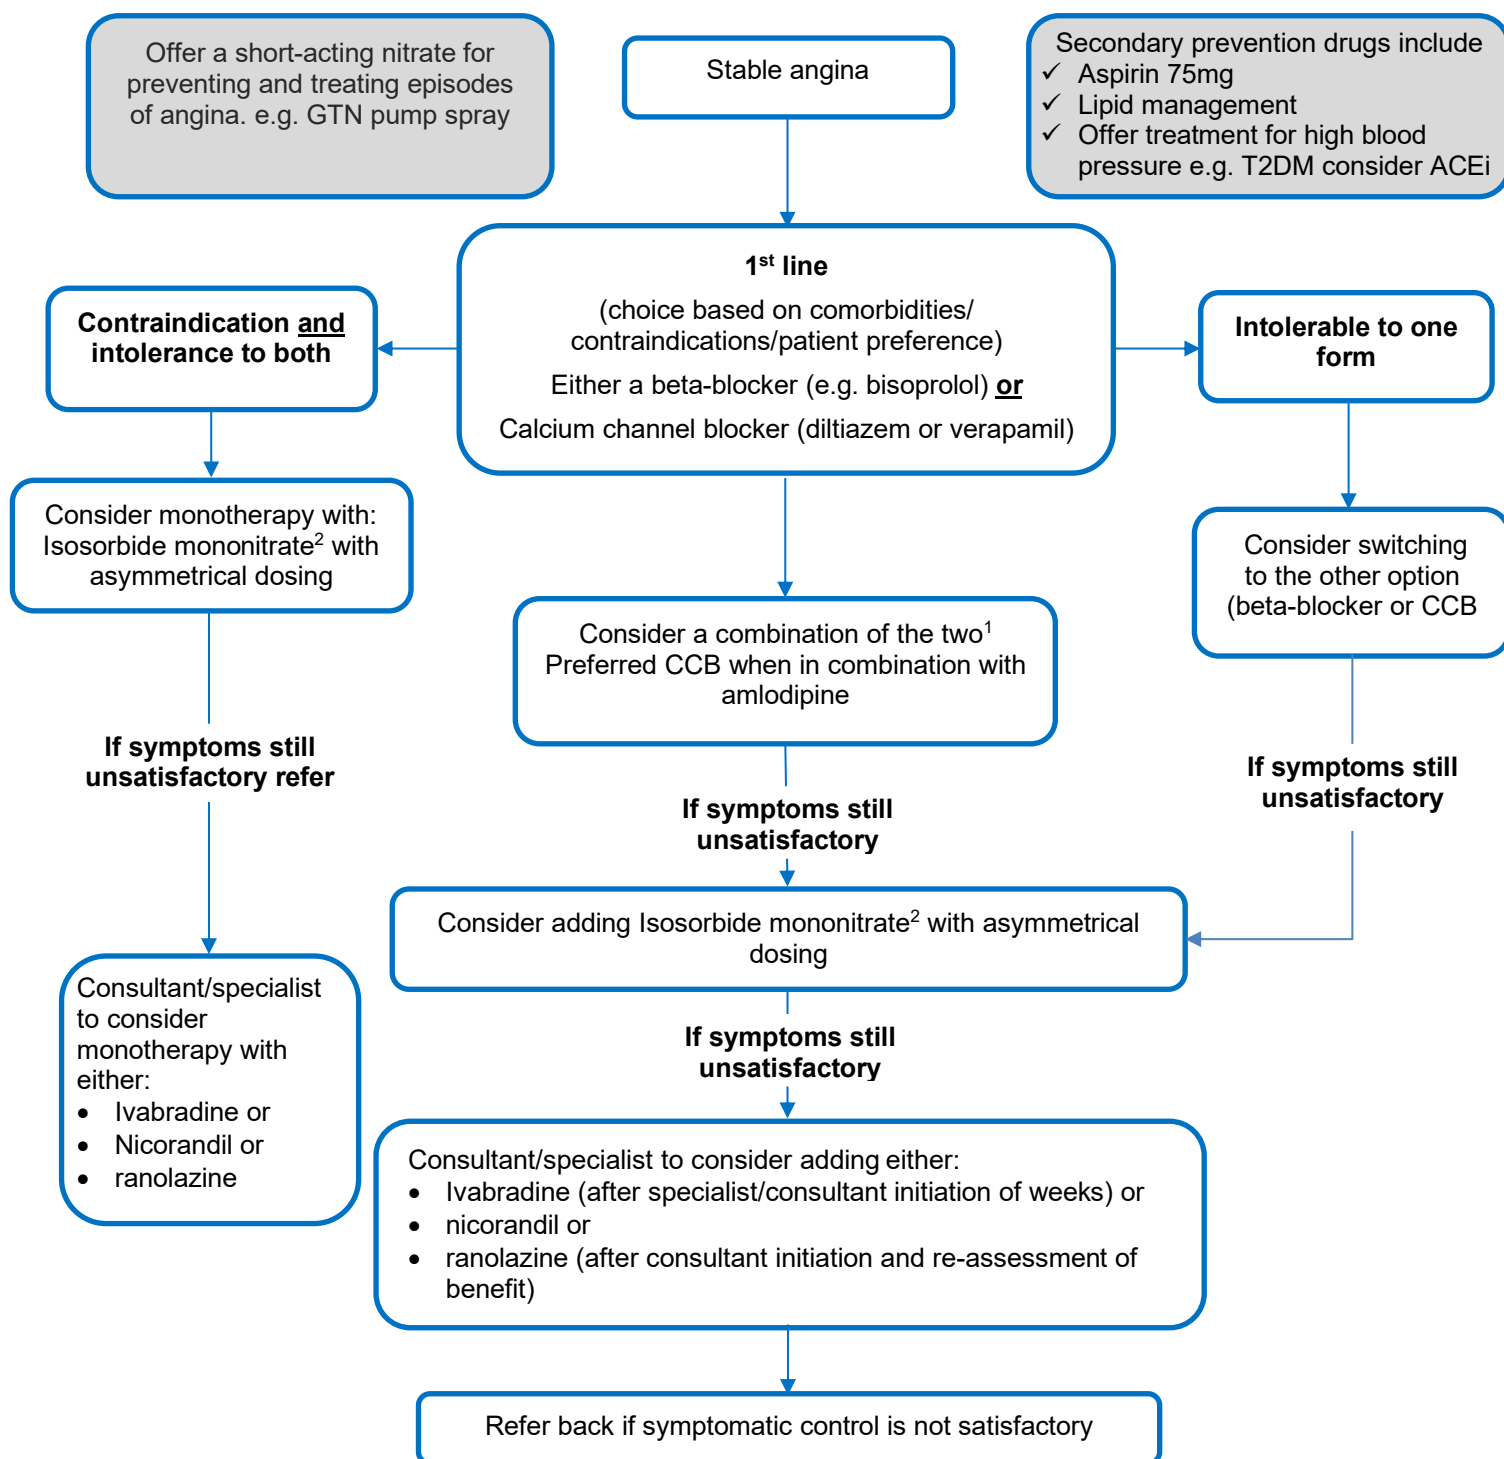 Offer a short-acting nitrate for
preventing and treating episodes
of angina. e.g. GTN pump spray
Stable angina
Secondary prevention drugs include
✓ Aspirin 75mg
✓ Lipid management
✓ Offer treatment for high blood
pressure e.g. T2DM consider ACEi
1st line
(choice based on comorbidities/
contraindications/patient preference)
Either a beta-blocker (e.g. bisoprolol) or
Calcium channel blocker (diltiazem or verapamil)
Contraindication and
intolerance to both
Intolerable to one
form
Consider monotherapy with:
Isosorbide mononitrate2 with
asymmetrical dosing
Consider switching
to the other option
(beta-blocker or CCB
Consider a combination of the two1
Preferred CCB when in combination with
amlodipine
If symptoms still
unsatisfactory refer
If symptoms still
unsatisfactory
If symptoms still
unsatisfactory
Consider adding Isosorbide mononitrate2 with asymmetrical
dosing
If symptoms still
unsatisfactory
Consultant/specialist
to consider
monotherapy with
either:
• Ivabradine or
• Nicorandil or
• ranolazine
Consultant/specialist to consider adding either:
• Ivabradine (after specialist/consultant initiation of weeks) or
• nicorandil or
• ranolazine (after consultant initiation and re-assessment of
benefit)
Refer back if symptomatic control is not satisfactory